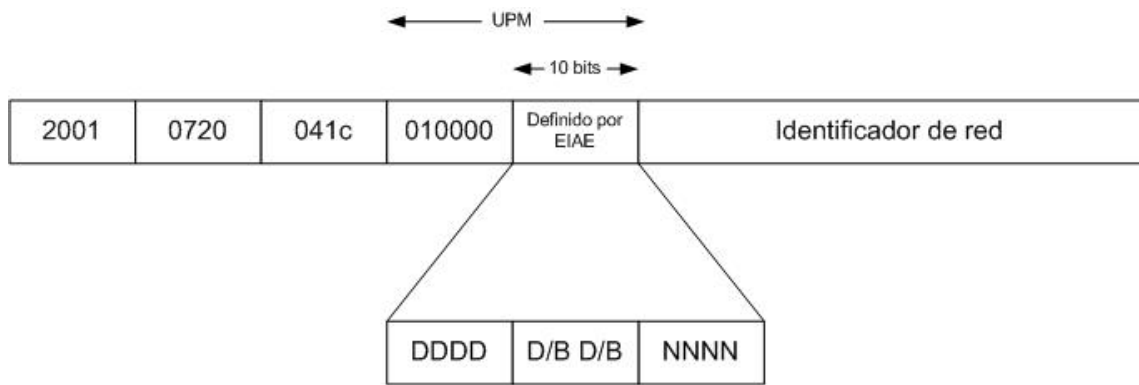 UPM
10 bits
2001
0720
041c
010000
Definido por
EIAE
Identificador de red
DDDD
D/B D/B
NNNN